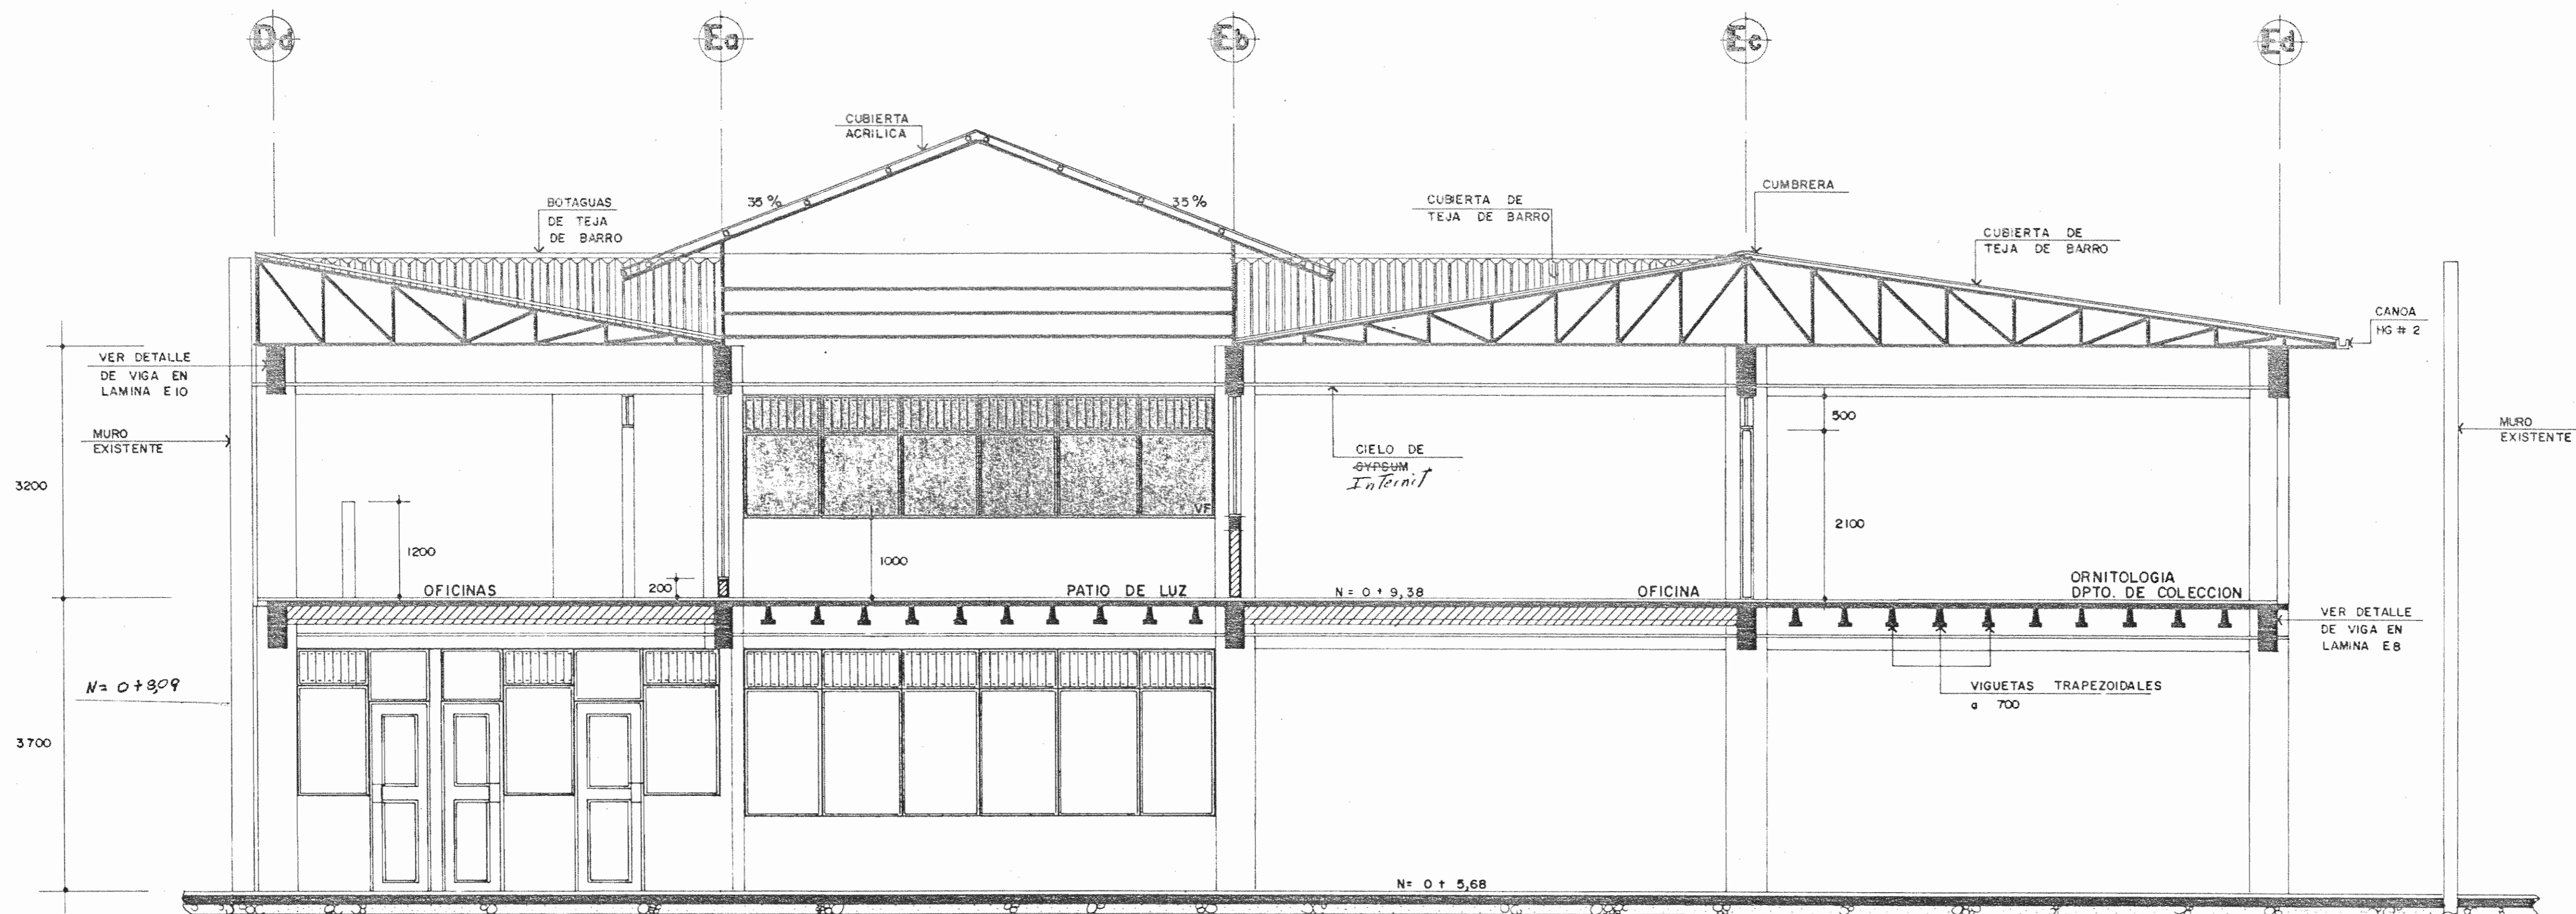 Dd
Ea
Eb
Ec
Ed
CUBIERTA
ACRILICA
35 %
35 %
BOTAGUAS
DE TEJA
DE BARRO
CUBIERTA DE
TEJA DE BARRO
CUMBRERA
CUBIERTA DE
TEJA DE BARRO
CANOA
HG # 2
VER DETALLE
DE VIGA EN
LAMINA E10
MURO
EXISTENTE
3200
1200
OFICINAS
200
1000
VF
PATIO DE LUZ
CIELO DE
GYPSUM
Internit
N = 0 + 9,38
OFICINA
500
2100
ORNITOLOGIA
DPTO. DE COLECCION
MURO
EXISTENTE
VER DETALLE
DE VIGA EN
LAMINA E8
VIGUETAS TRAPEZOIDALES
a 700
N= 0+8,09
3700
N= 0 + 5,68